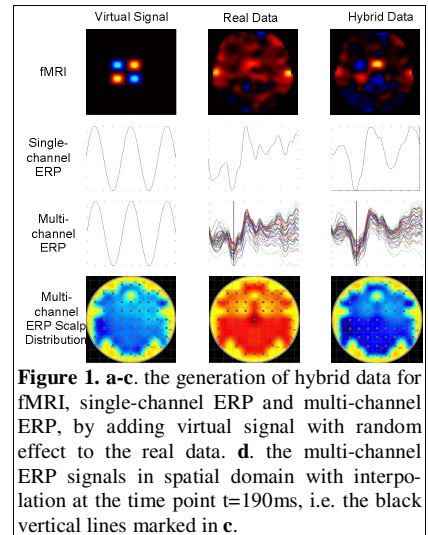 Virtual Signal
Real Data
Hybrid Data
fMRI
Single-
channel
ERP
Multi-
channel
ERP
Multi-
channel
ERP Scalp
Distribution
Figure 1. a-c. the generation of hybrid data for
fMRI, single-channel ERP and multi-channel
ERP, by adding virtual signal with random
effect to the real data. d. the multi-channel
ERP signals in spatial domain with interpo-
lation at the time point t=190ms, i.e. the black
vertical lines marked in c.